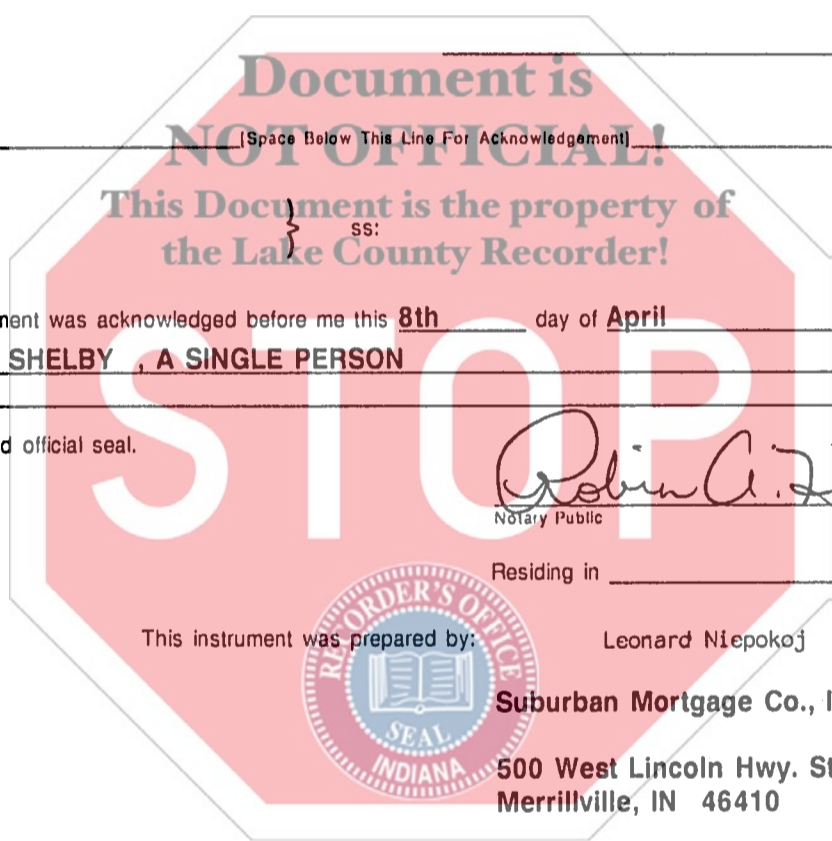 Document is
NOT OFFICIAL!
[Space Below This Line For Acknowledgement]
This Document is the property of
the Lake County Recorder!
} ss:
ment was acknowledged before me this 8th day of April
SHELBY , A SINGLE PERSON
d official seal.
STOP
Robin A.
Notary Public
Residing in
This instrument was prepared by: Leonard Niepokoj
RECORDER'S OFFICE
SEAL
INDIANA
Suburban Mortgage Co., I
500 West Lincoln Hwy. St
Merrillville, IN 46410